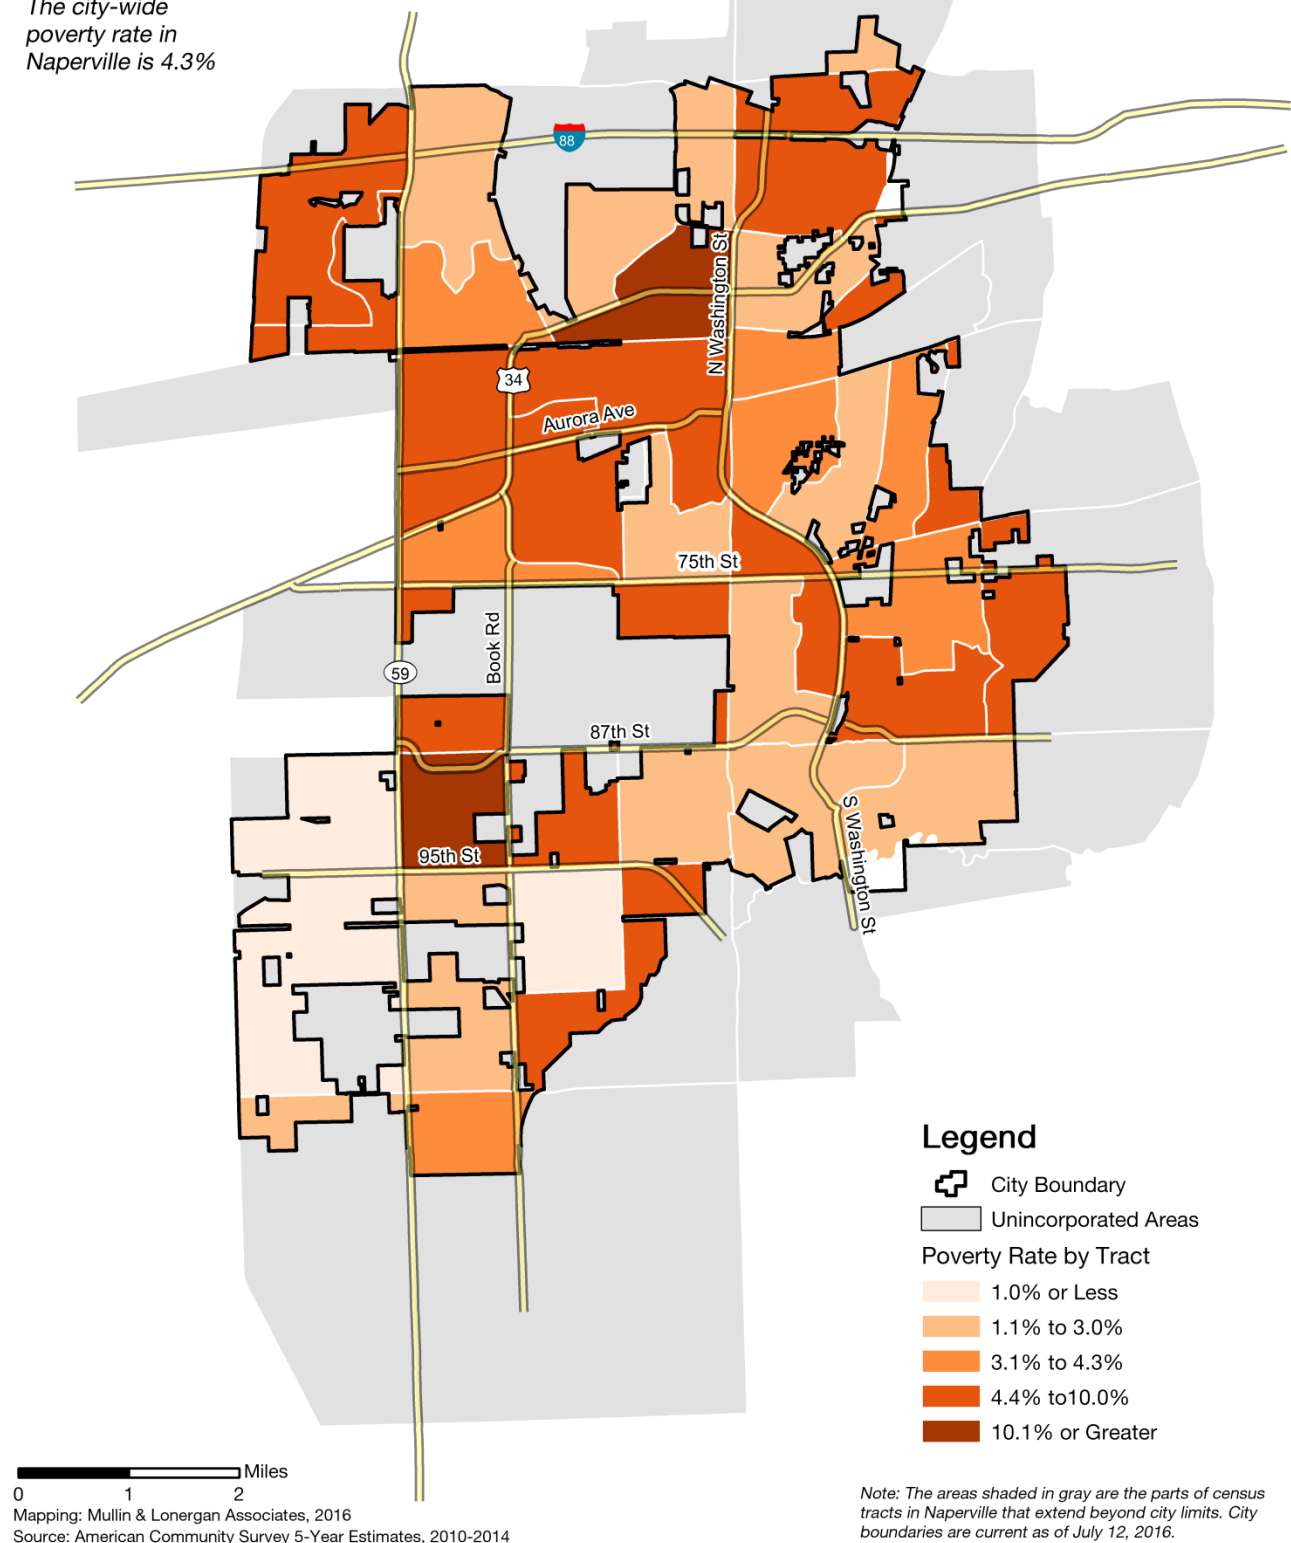 The city-wide
poverty rate in
Naperville is 4.3%
88
N Washington St
34
Aurora Ave
75th St
Book Rd
59
87th St
95th St
S Washington St
Legend
City Boundary
Unincorporated Areas
Poverty Rate by Tract
1.0% or Less
1.1% to 3.0%
3.1% to 4.3%
4.4% to10.0%
10.1% or Greater
Miles
0 1 2
Mapping: Mullin & Lonergan Associates, 2016
Source: American Community Survey 5-Year Estimates, 2010-2014
Note: The areas shaded in gray are the parts of census
tracts in Naperville that extend beyond city limits. City
boundaries are current as of July 12, 2016.